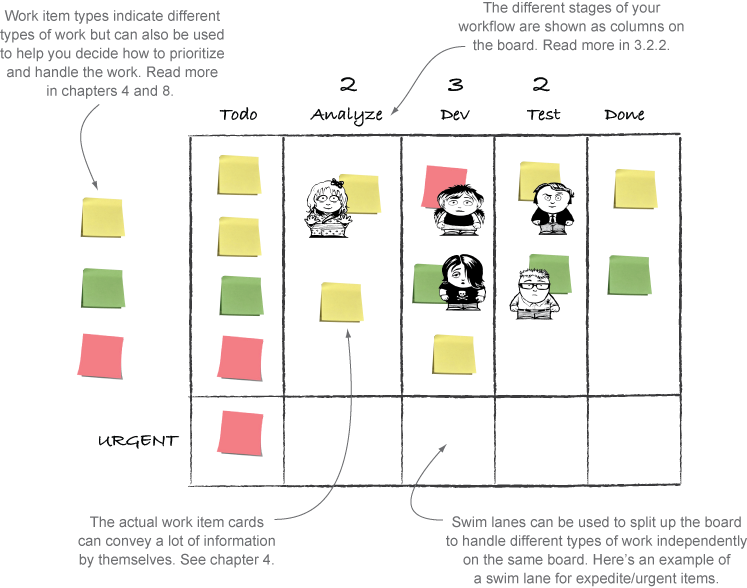 Work item types indicate different
types of work but can also be used
to help you decide how to prioritize
and handle the work. Read more
in chapters 4 and 8.
The different stages of your
workflow are shown as columns on
the board. Read more in 3.2.2.
2 3 2
Todo Analyze Dev Test Done
URGENT
The actual work item cards
can convey a lot of information
by themselves. See chapter 4.
Swim lanes can be used to split up the board
to handle different types of work independently
on the same board. Here's an example of
a swim lane for expedite/urgent items.